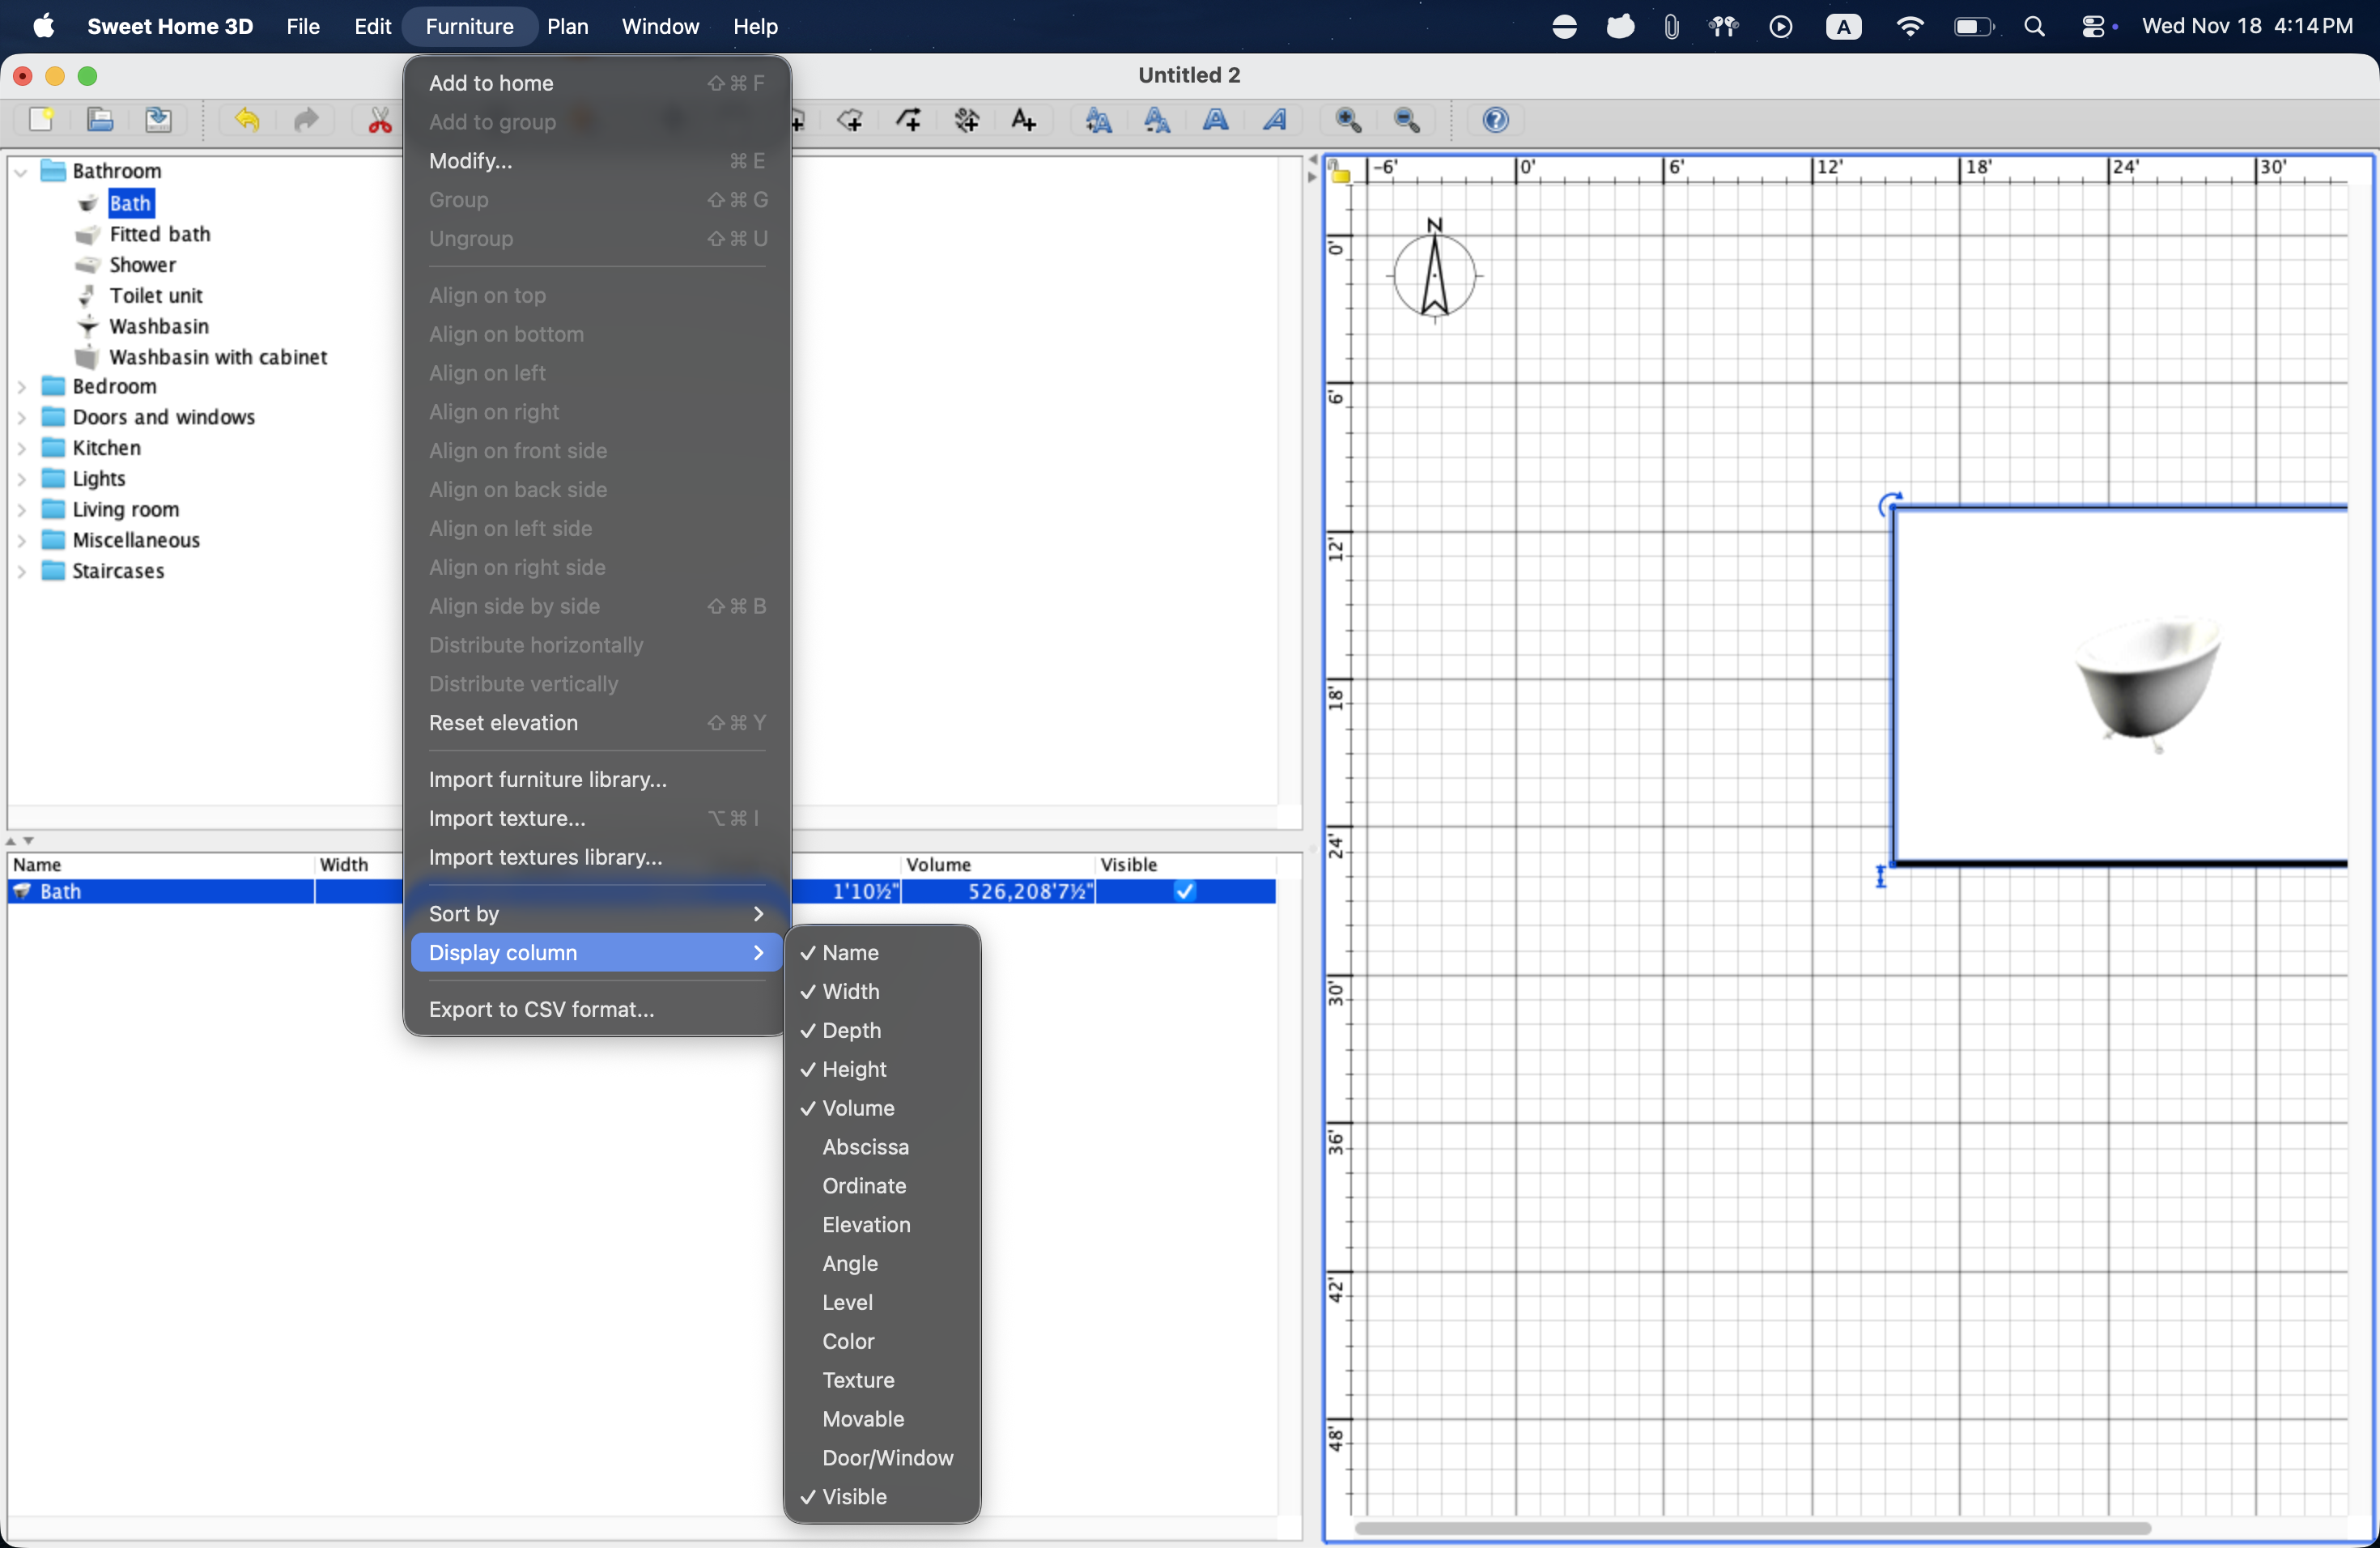 Sweet Home 3D File Edit Furniture Plan Window Help A Wed Nov 18 4:14 PM
Untitled 2
Bathroom
Bath
Fitted bath
Shower
Toilet unit
Washbasin
Washbasin with cabinet
Bedroom
Doors and windows
Kitchen
Lights
Living room
Miscellaneous
Staircases
Add to home ⇧⌘F
Add to group
Modify... ⌘E
Group ⇧⌘G
Ungroup ⇧⌘U
Align on top
Align on bottom
Align on left
Align on right
Align on front side
Align on back side
Align on left side
Align on right side
Align side by side ⇧⌘B
Distribute horizontally
Distribute vertically
Reset elevation ⇧⌘Y
Import furniture library...
Import texture... ⌥⌘I
Import textures library...
Sort by
Display column
Export to CSV format...
Name
Width
Depth
Height
Volume
Abscissa
Ordinate
Elevation
Angle
Level
Color
Texture
Movable
Door/Window
Visible
Name Width Volume Visible
Bath 1'10½" 526,208'7½"
-6' 0' 6' 12' 18' 24' 30'
N
0'
6'
12'
18'
24'
30'
36'
42'
48'